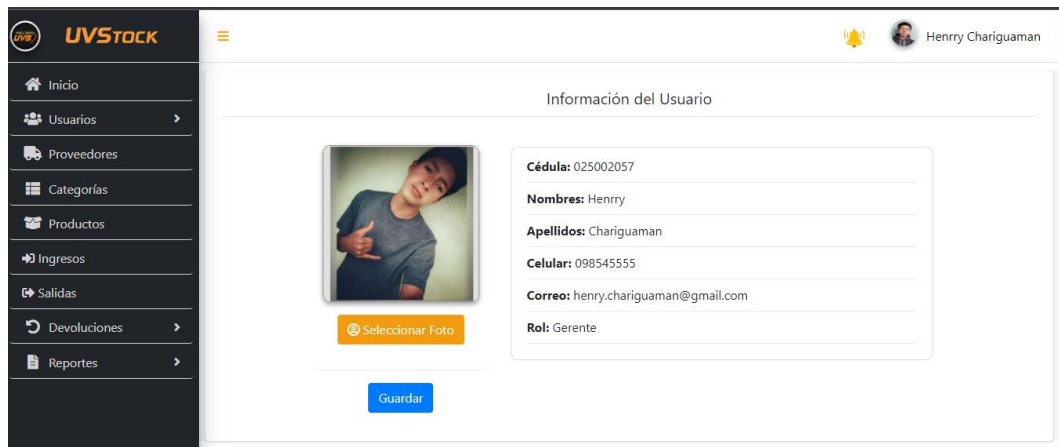 UVS UVSTOCK
Henrry Chariguaman
Inicio
Usuarios
Proveedores
Categorías
Productos
Ingresos
Salidas
Devoluciones
Reportes
Información del Usuario
Seleccionar Foto
Guardar
Cédula: 025002057
Nombres: Henrry
Apellidos: Chariguaman
Celular: 098545555
Correo: henry.chariguaman@gmail.com
Rol: Gerente